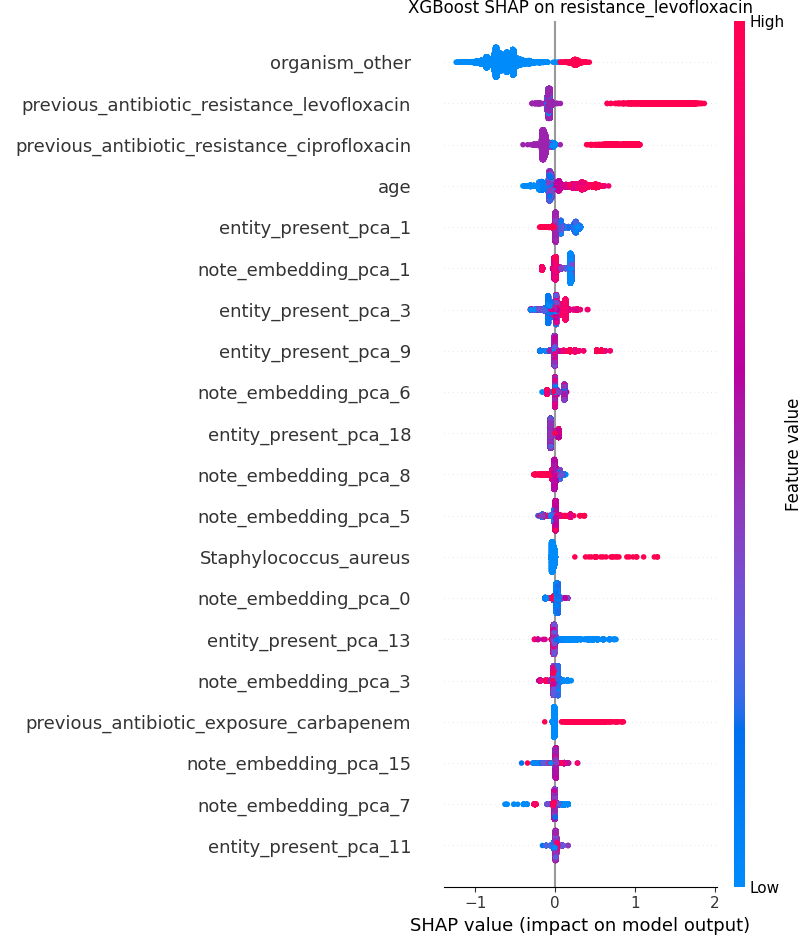 XGBoost SHAP on resistance_levofloxacin
High
organism_other
previous_antibiotic_resistance_levofloxacin
previous_antibiotic_resistance_ciprofloxacin
age
entity_present_pca_1
note_embedding_pca_1
entity_present_pca_3
entity_present_pca_9
note_embedding_pca_6
entity_present_pca_18
note_embedding_pca_8
note_embedding_pca_5
Staphylococcus_aureus
note_embedding_pca_0
entity_present_pca_13
note_embedding_pca_3
previous_antibiotic_exposure_carbapenem
note_embedding_pca_15
note_embedding_pca_7
entity_present_pca_11
Feature value
Low
−1 0 1 2
SHAP value (impact on model output)